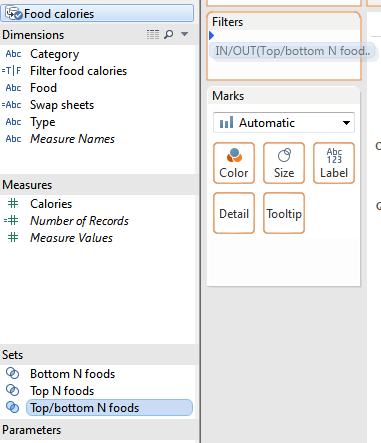 Food calories
Dimensions
Abc Category
=T|F Filter food calories
Abc Food
=Abc Swap sheets
Abc Type
Abc Measure Names
Measures
# Calories
=# Number of Records
# Measure Values
Sets
Bottom N foods
Top N foods
Top/bottom N foods
Parameters
Filters
IN/OUT(Top/bottom N food..
Marks
Automatic
Color
Size
Abc
123
Label
Detail
Tooltip